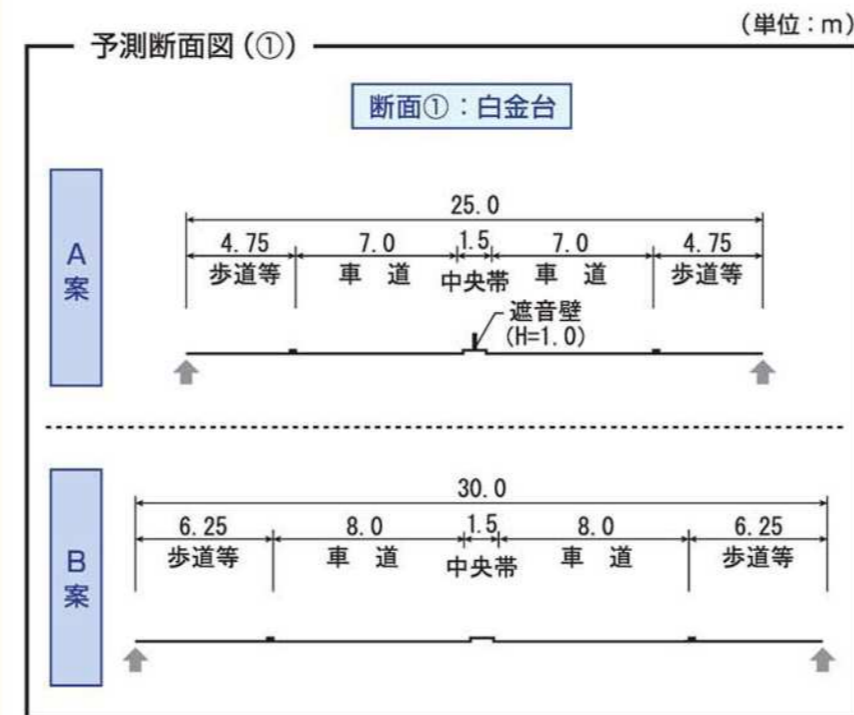 (単位：m)
予測断面図(①)
断面①：白金台
A案
25.0
4.75 7.0 1.5 7.0 4.75
歩道等 車 道 中央帯 車 道 歩道等
遮音壁
(H=1.0)
B案
30.0
6.25 8.0 1.5 8.0 6.25
歩道等 車 道 中央帯 車 道 歩道等